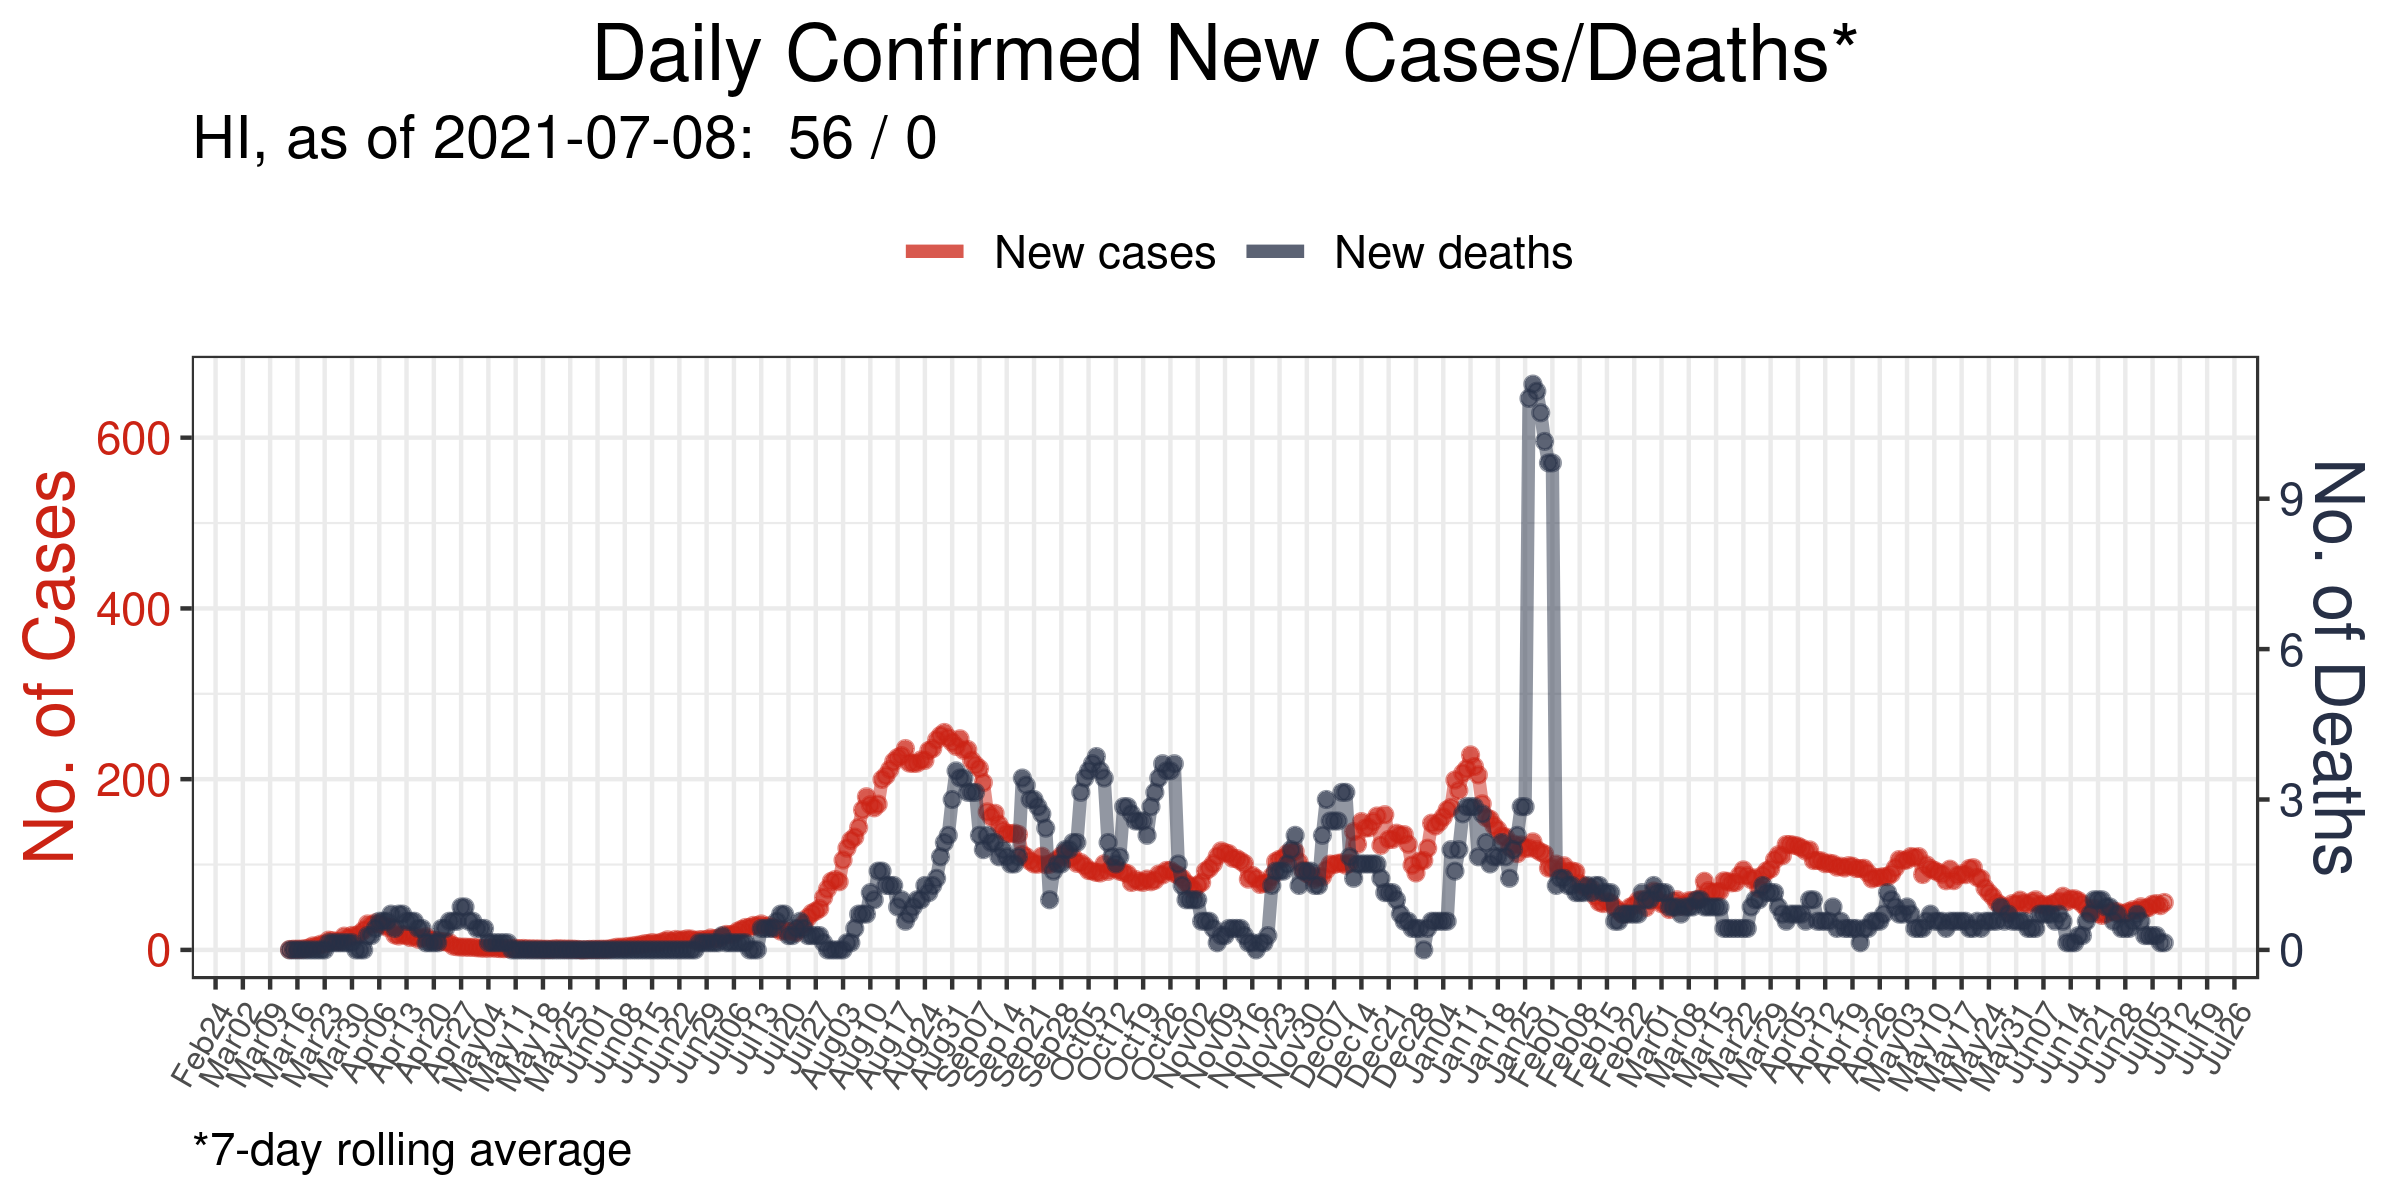 Daily Confirmed New Cases/Deaths*
HI, as of 2021-07-08:  56 / 0
New cases
New deaths
No. of Cases
600
400
200
0
No. of Deaths
9
6
3
0
Feb24
Mar02
Mar09
Mar16
Mar23
Mar30
Apr06
Apr13
Apr20
Apr27
May04
May11
May18
May25
Jun01
Jun08
Jun15
Jun22
Jun29
Jul06
Jul13
Jul20
Jul27
Aug03
Aug10
Aug17
Aug24
Aug31
Sep07
Sep14
Sep21
Sep28
Oct05
Oct12
Oct19
Oct26
Nov02
Nov09
Nov16
Nov23
Nov30
Dec07
Dec14
Dec21
Dec28
Jan04
Jan11
Jan18
Jan25
Feb01
Feb08
Feb15
Feb22
Mar01
Mar08
Mar15
Mar22
Mar29
Apr05
Apr12
Apr19
Apr26
May03
May10
May17
May24
May31
Jun07
Jun14
Jun21
Jun28
Jul05
Jul12
Jul19
Jul26
*7-day rolling average